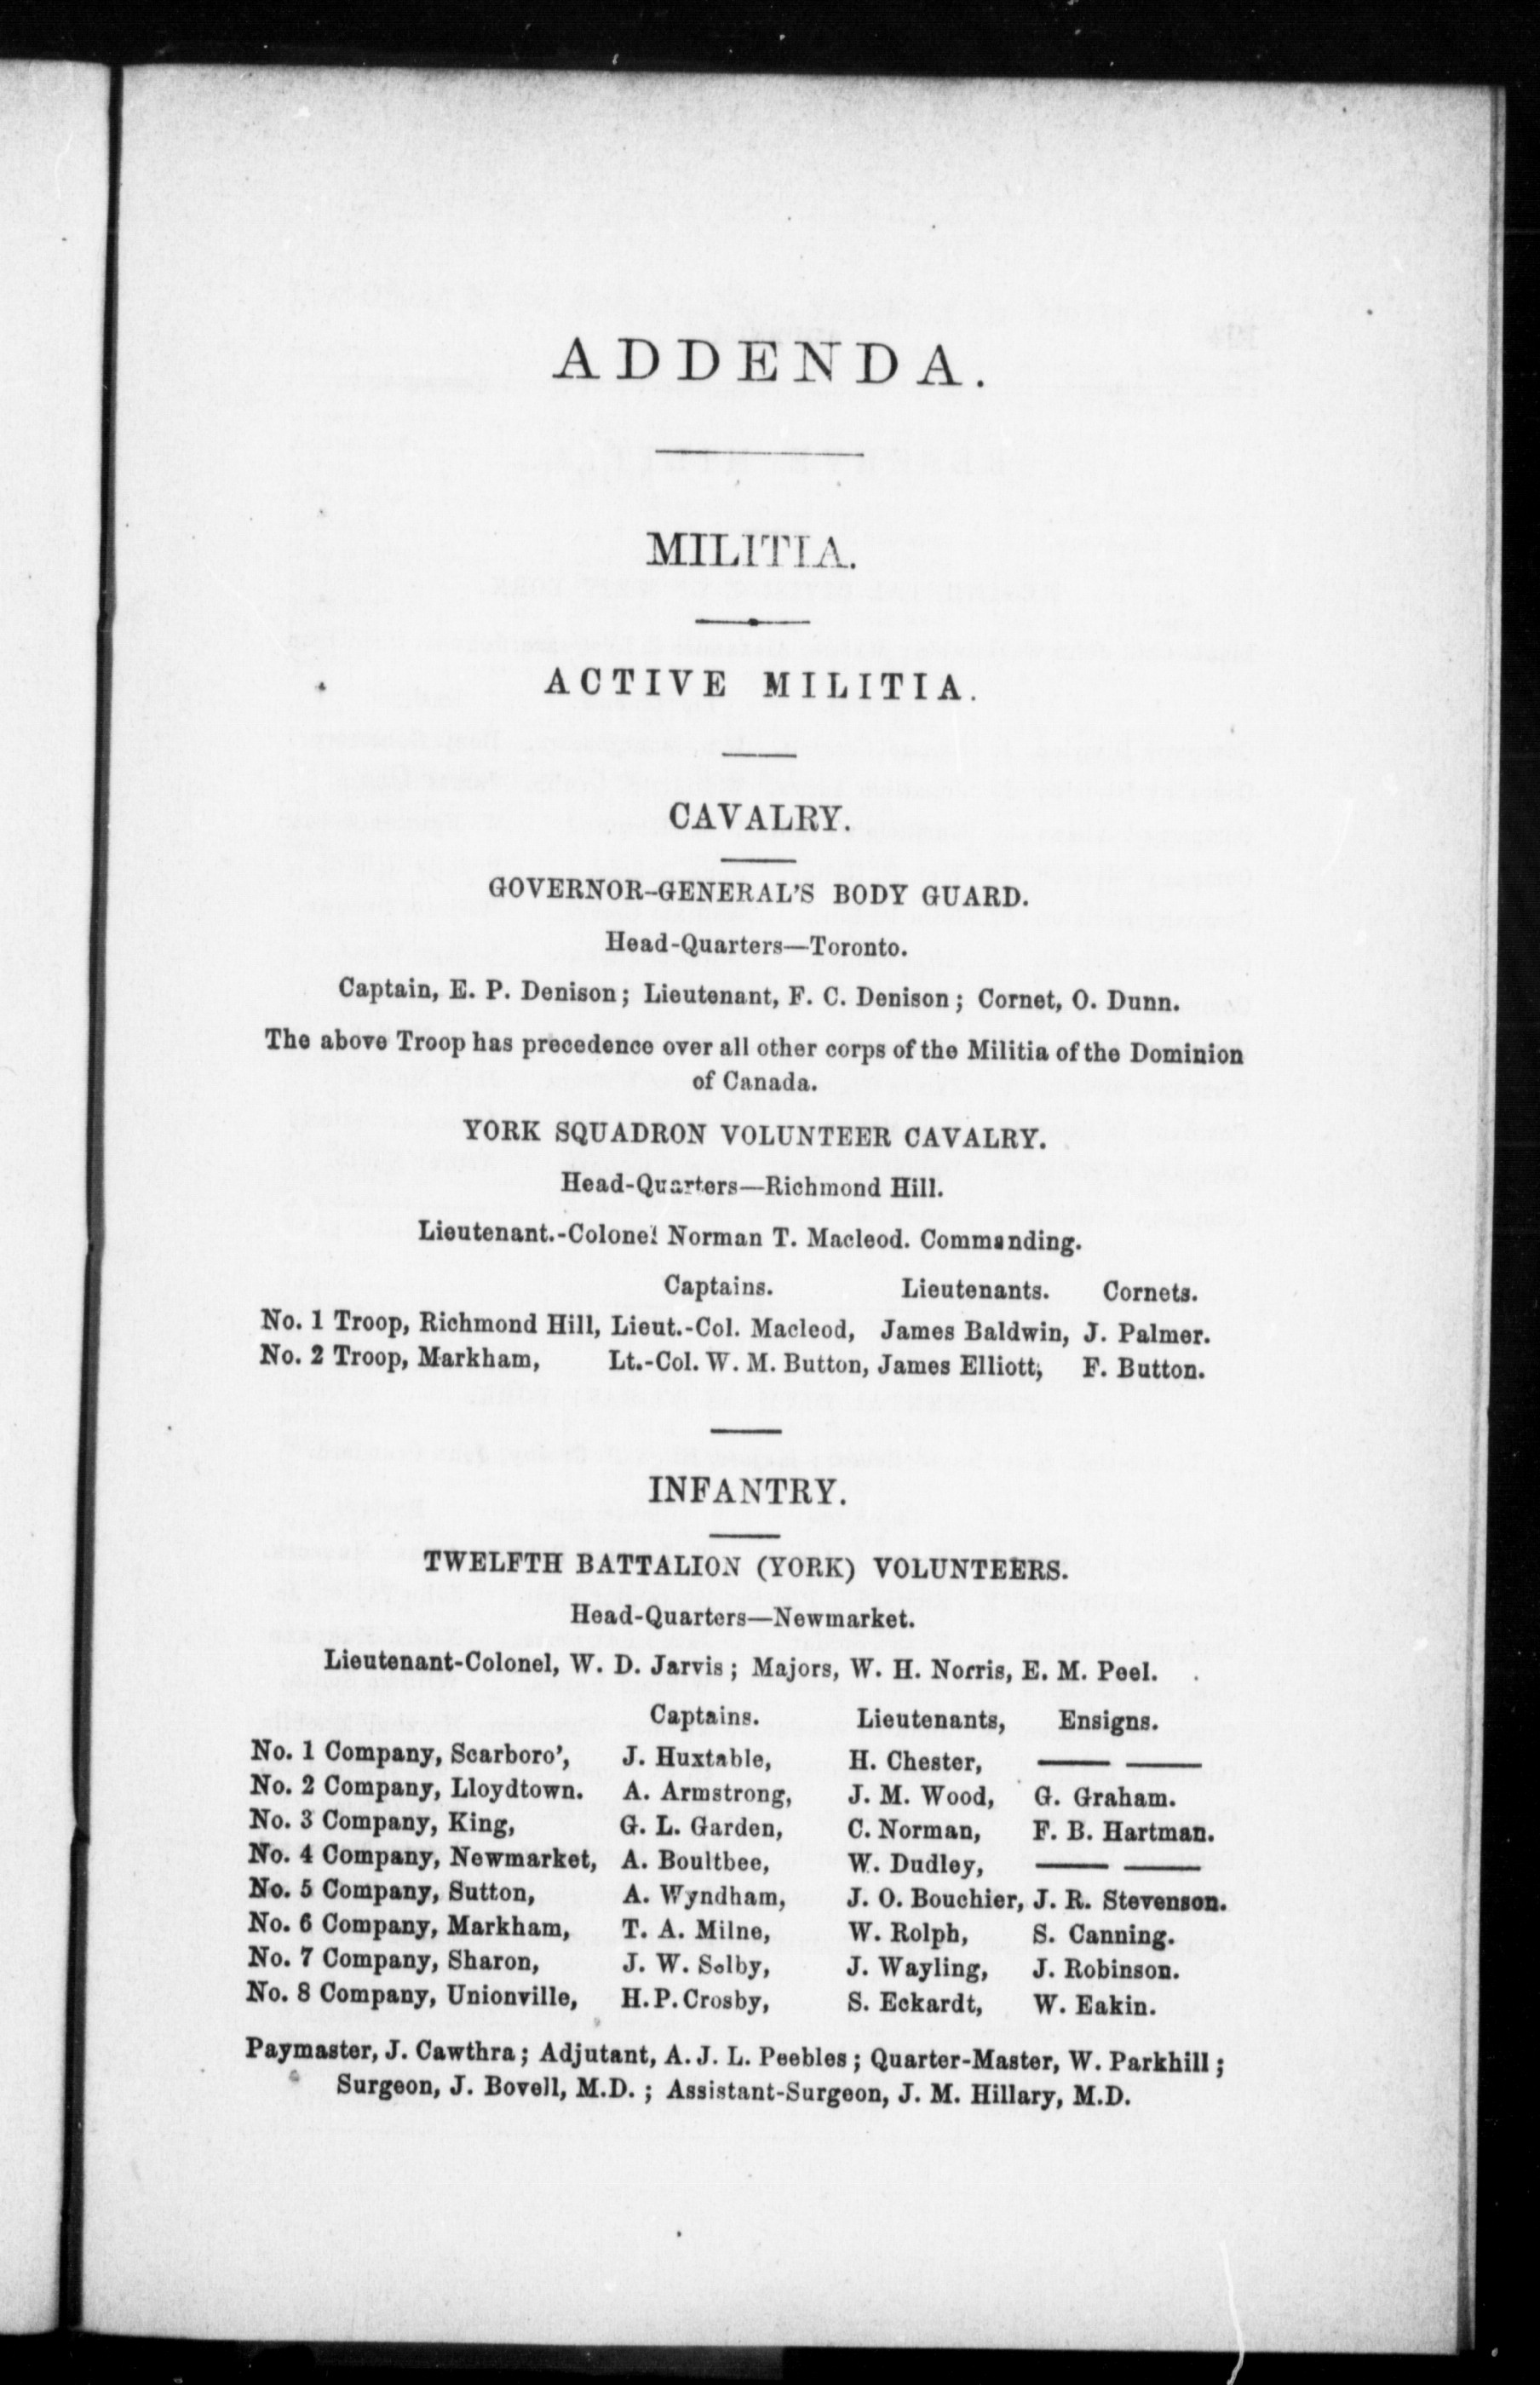 ADDENDA.
MILITIA.
ACTIVE MILITIA.
CAVALRY.
GOVERNOR-GENERAL'S BODY GUARD.
Head-Quarters—Toronto.
Captain, E. P. Denison; Lieutenant, F. C. Denison; Cornet, O. Dunn.
The above Troop has precedence over all other corps of the Militia of the Dominion
of Canada.
YORK SQUADRON VOLUNTEER CAVALRY.
Head-Quarters—Richmond Hill.
Lieutenant.-Colonel Norman T. Macleod. Commanding.
Captains. Lieutenants. Cornets.
No. 1 Troop, Richmond Hill, Lieut.-Col. Macleod, James Baldwin, J. Palmer.
No. 2 Troop, Markham, Lt.-Col. W. M. Button, James Elliott, F. Button.
INFANTRY.
TWELFTH BATTALION (YORK) VOLUNTEERS.
Head-Quarters—Newmarket.
Lieutenant-Colonel, W. D. Jarvis; Majors, W. H. Norris, E. M. Peel.
Captains. Lieutenants, Ensigns.
No. 1 Company, Scarboro', J. Huxtable, H. Chester, —— ——
No. 2 Company, Lloydtown. A. Armstrong, J. M. Wood, G. Graham.
No. 3 Company, King, G. L. Garden, C. Norman, F. B. Hartman.
No. 4 Company, Newmarket, A. Boultbee, W. Dudley, —— ——
No. 5 Company, Sutton, A. Wyndham, J. O. Bouchier, J. R. Stevenson.
No. 6 Company, Markham, T. A. Milne, W. Rolph, S. Canning.
No. 7 Company, Sharon, J. W. Selby, J. Wayling, J. Robinson.
No. 8 Company, Unionville, H. P. Crosby, S. Eckardt, W. Eakin.
Paymaster, J. Cawthra; Adjutant, A. J. L. Peebles; Quarter-Master, W. Parkhill;
Surgeon, J. Bovell, M.D.; Assistant-Surgeon, J. M. Hillary, M.D.